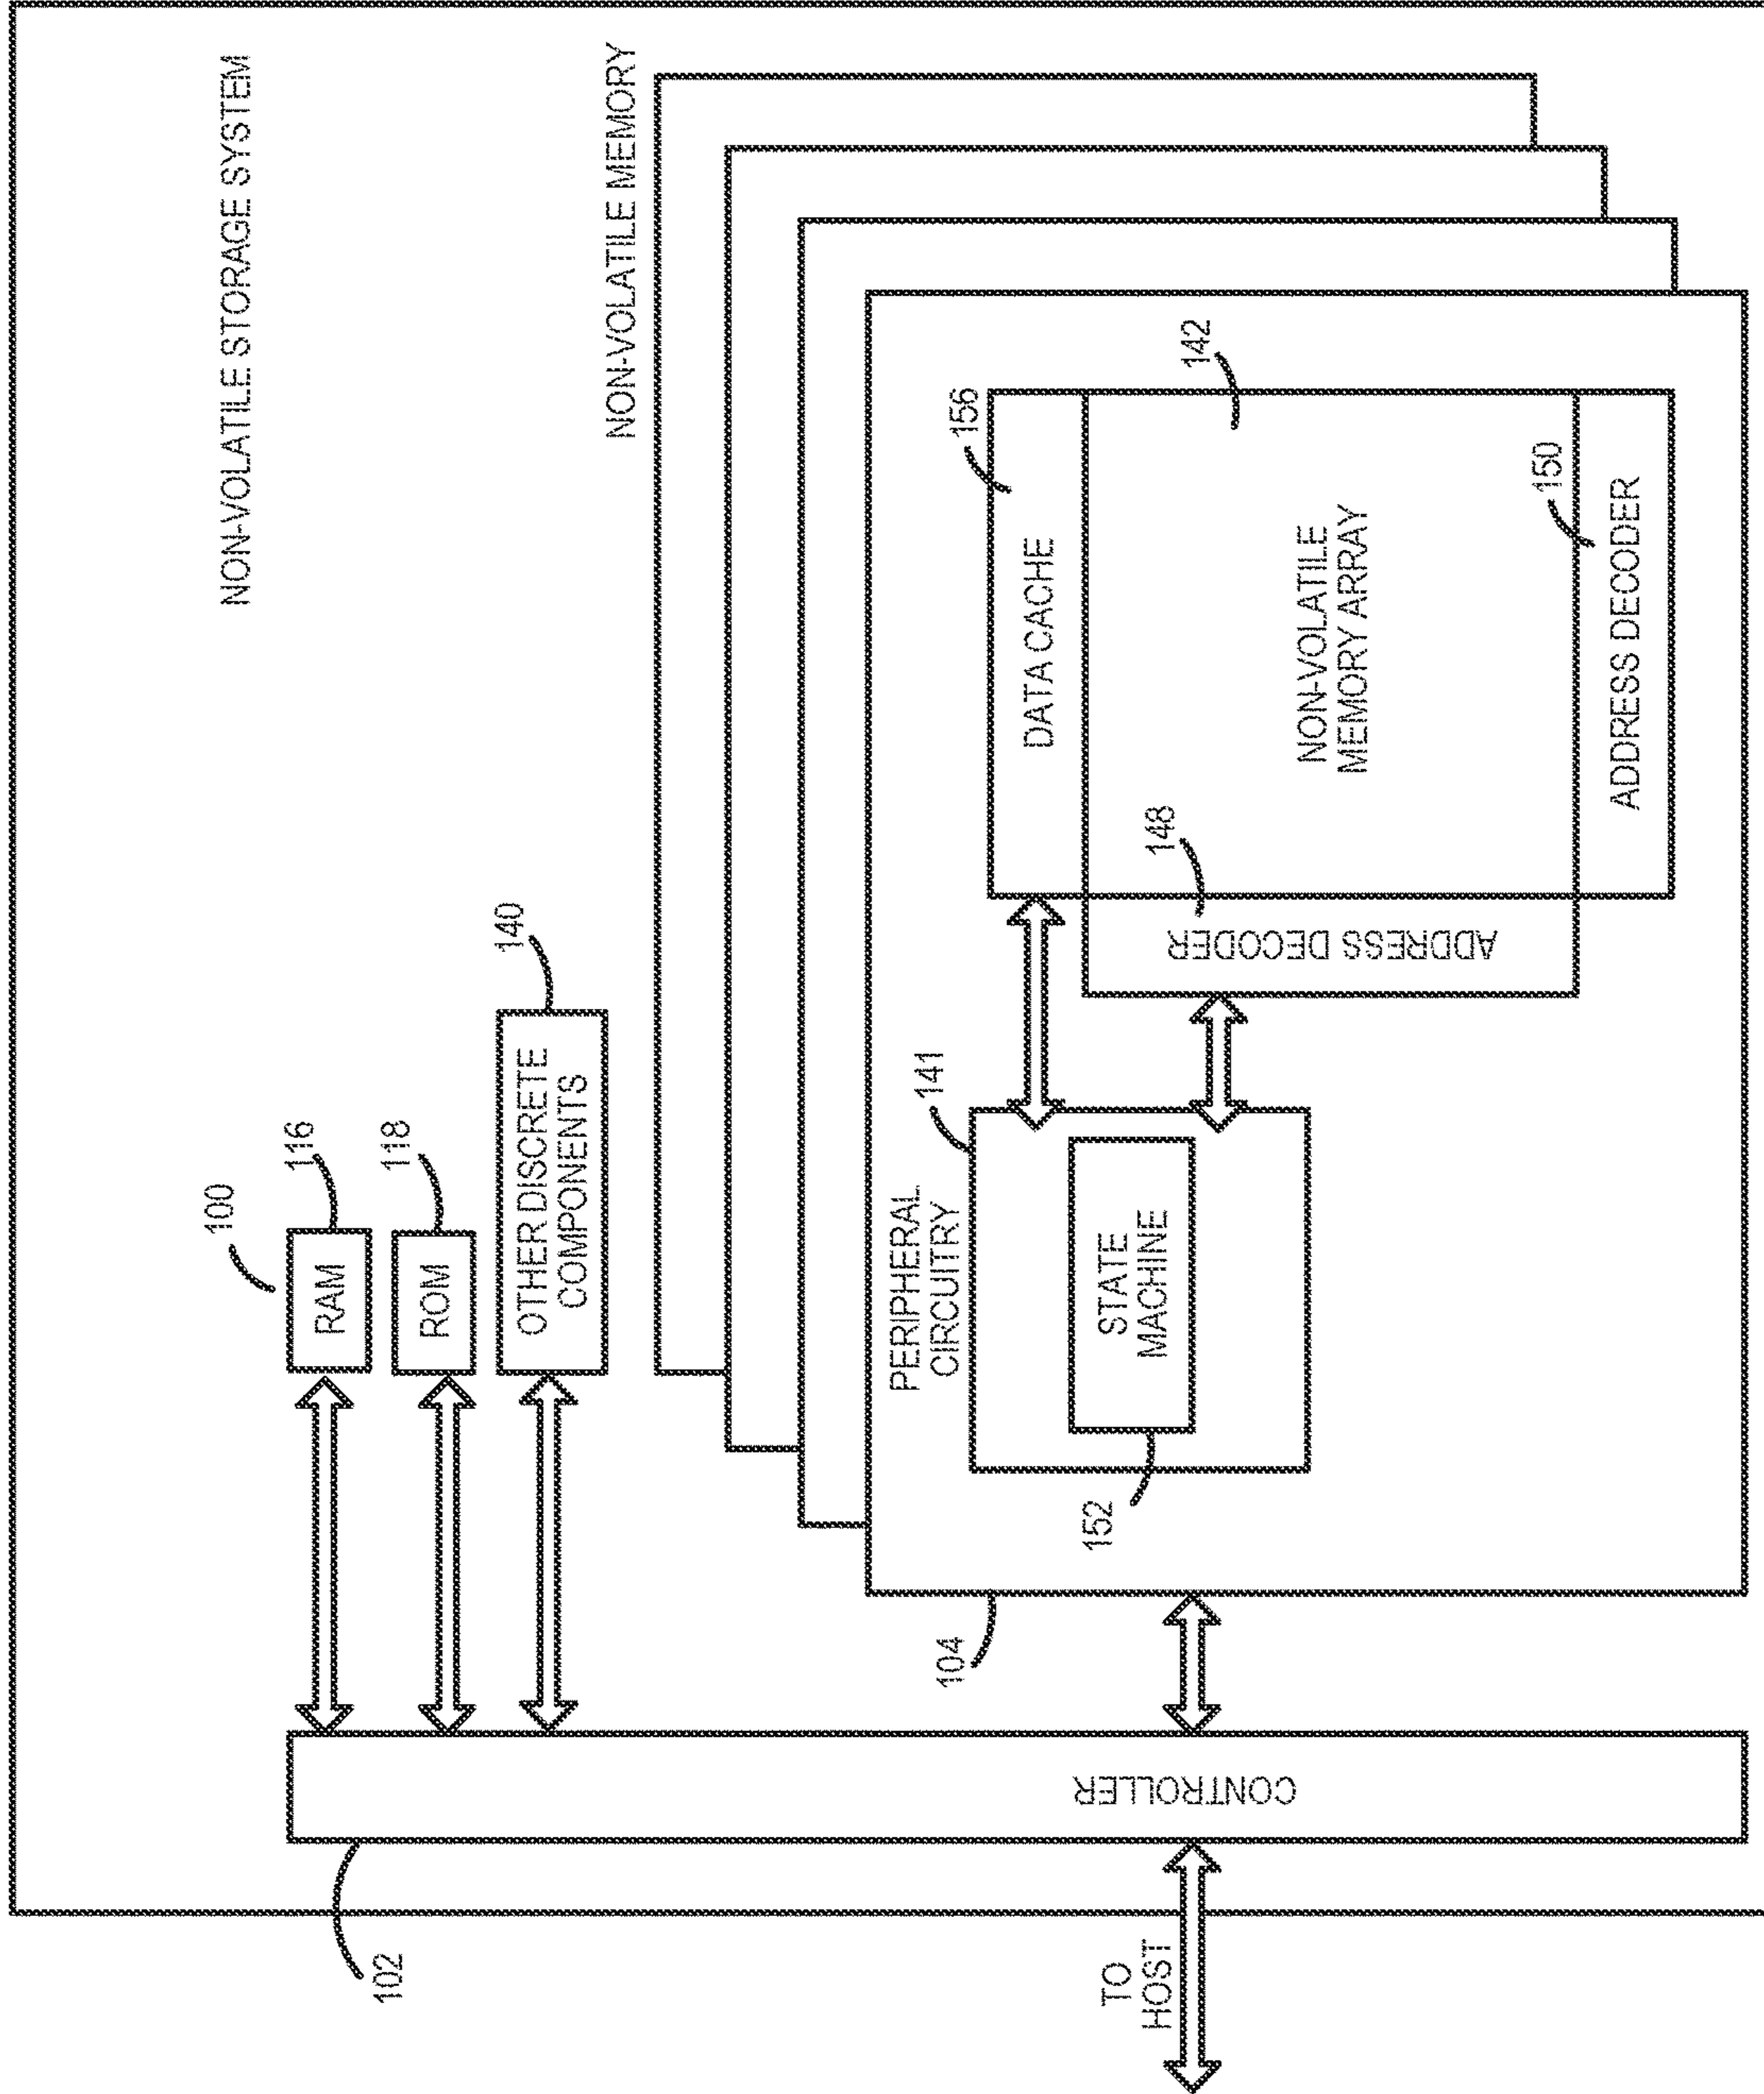 NON-VOLATILE STORAGE SYSTEM
100
RAM
116
ROM
118
OTHER DISCRETE
COMPONENTS
140
NON-VOLATILE MEMORY
102
CONTROLLER
TO
HOST
104
PERIPHERAL
CIRCUITRY
141
STATE
MACHINE
152
DATA CACHE
156
ADDRESS DECODER
148
NON-VOLATILE
MEMORY ARRAY
142
ADDRESS DECODER
150